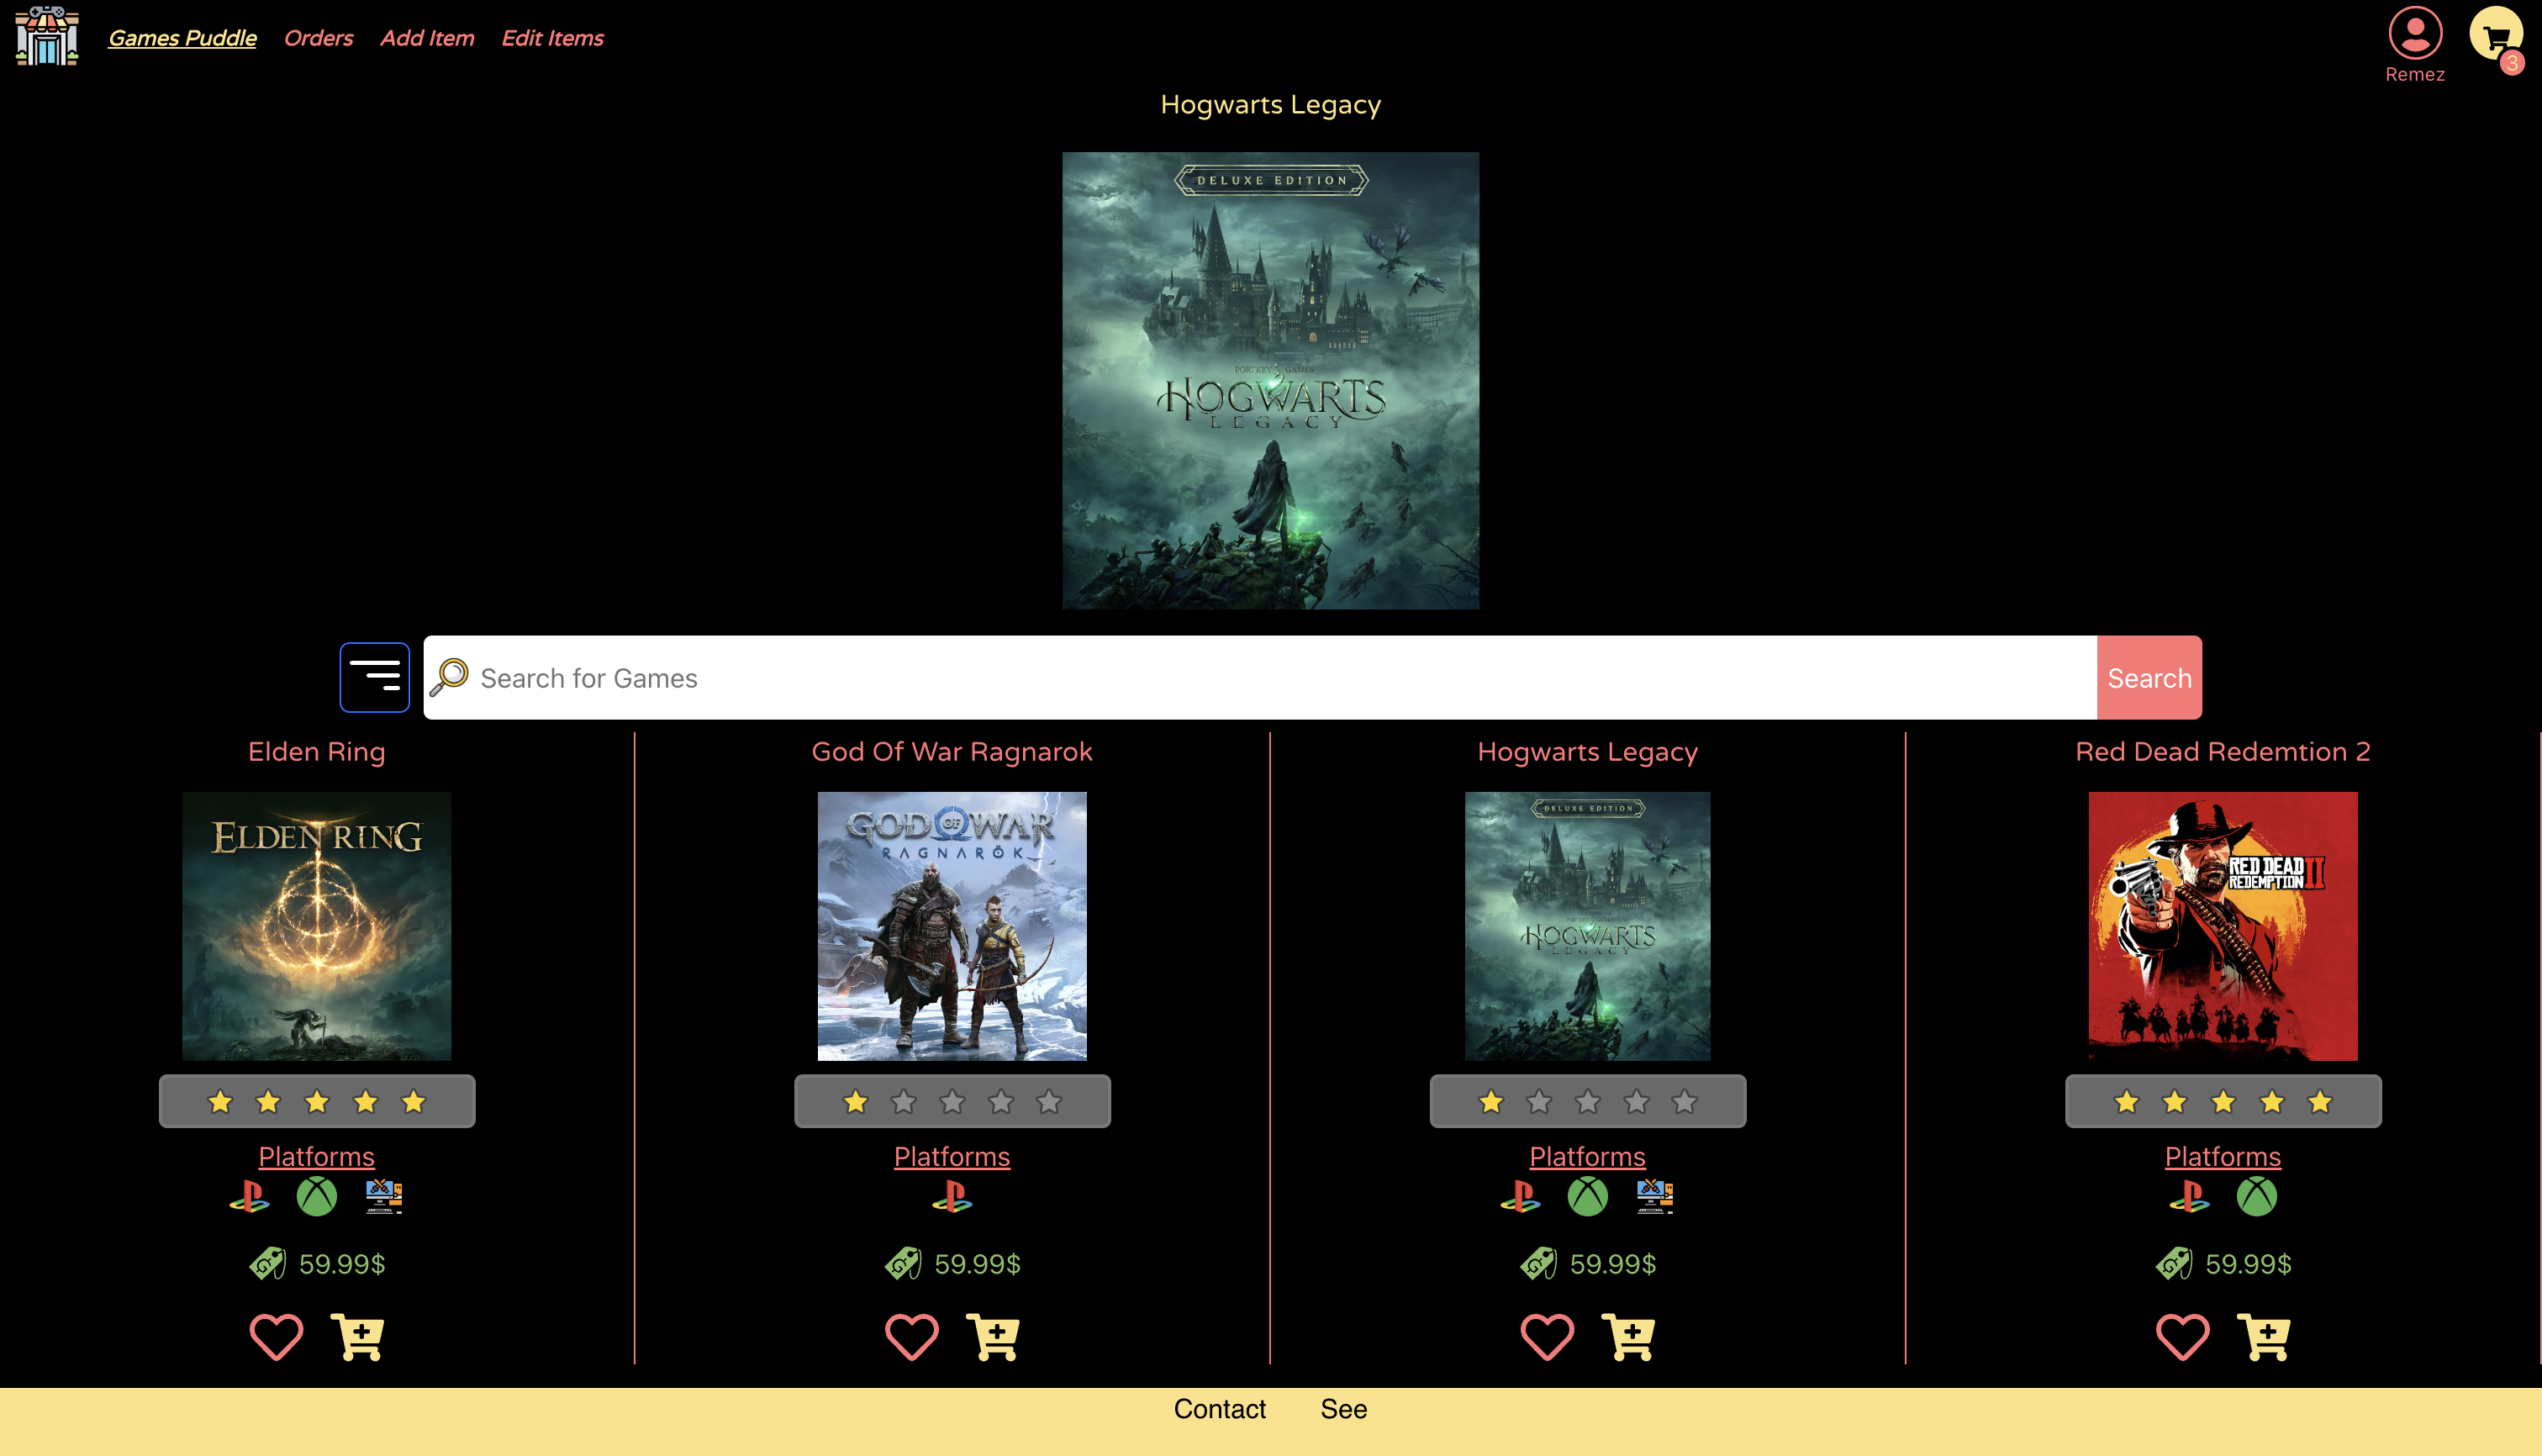 Games Puddle Orders Add Item Edit Items
3
Remez
Hogwarts Legacy
DELUXE EDITION
PORTKEY GAMES
HOGWARTS
LEGACY
Search for Games Search
Elden Ring God Of War Ragnarok Hogwarts Legacy Red Dead Redemtion 2
ELDEN RING
GOD OF WAR
RAGNARÖK
DELUXE EDITION
HOGWARTS
LEGACY
RED DEAD
REDEMPTION II
Platforms Platforms Platforms Platforms
59.99$ 59.99$ 59.99$ 59.99$
Contact See